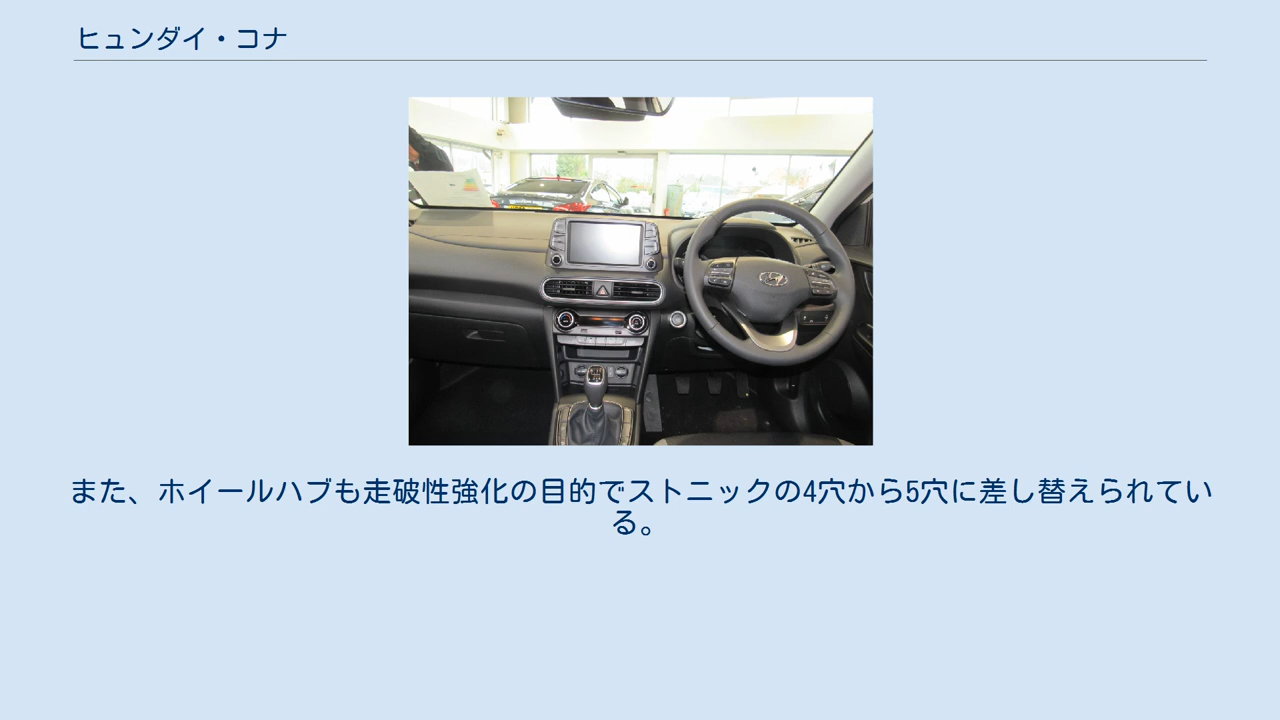 ヒュンダイ・コナ
また、ホイールハブも走破性強化の目的でストニックの4穴から5穴に差し替えられてい
る。